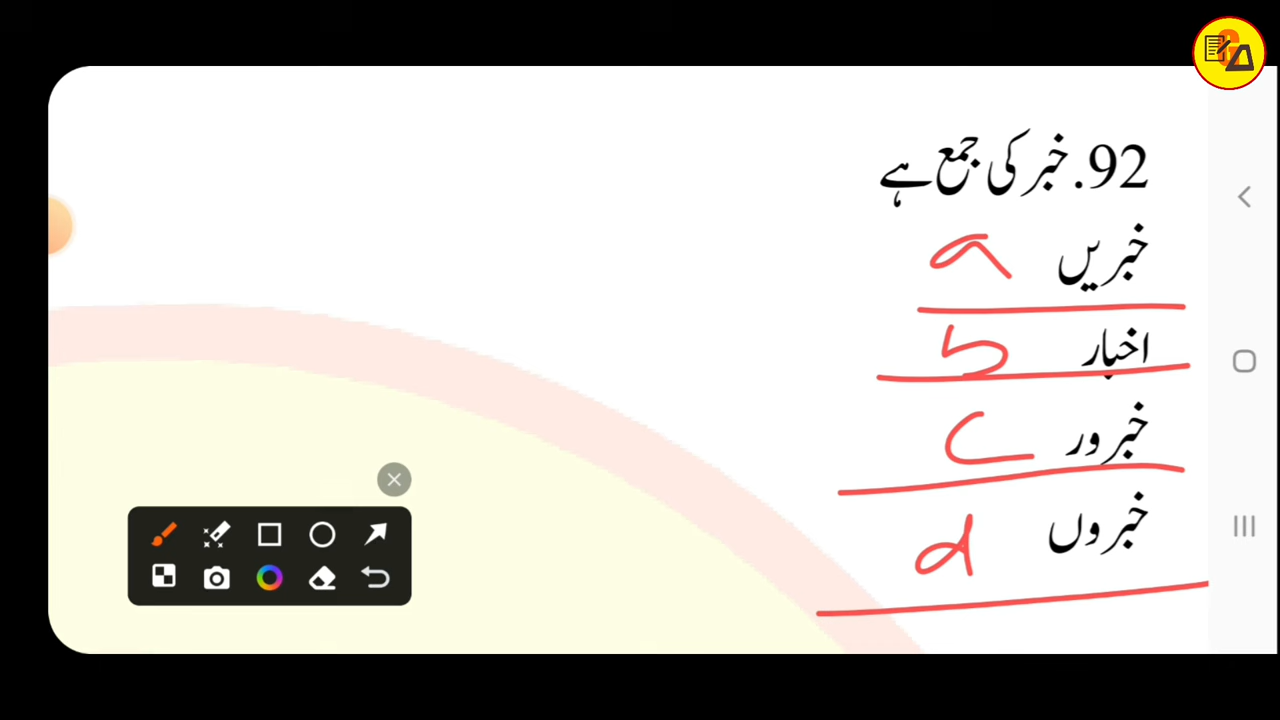 92. خبر کی جمع ہے
خبریں a
اخبار b
خبرور c
خبروں d